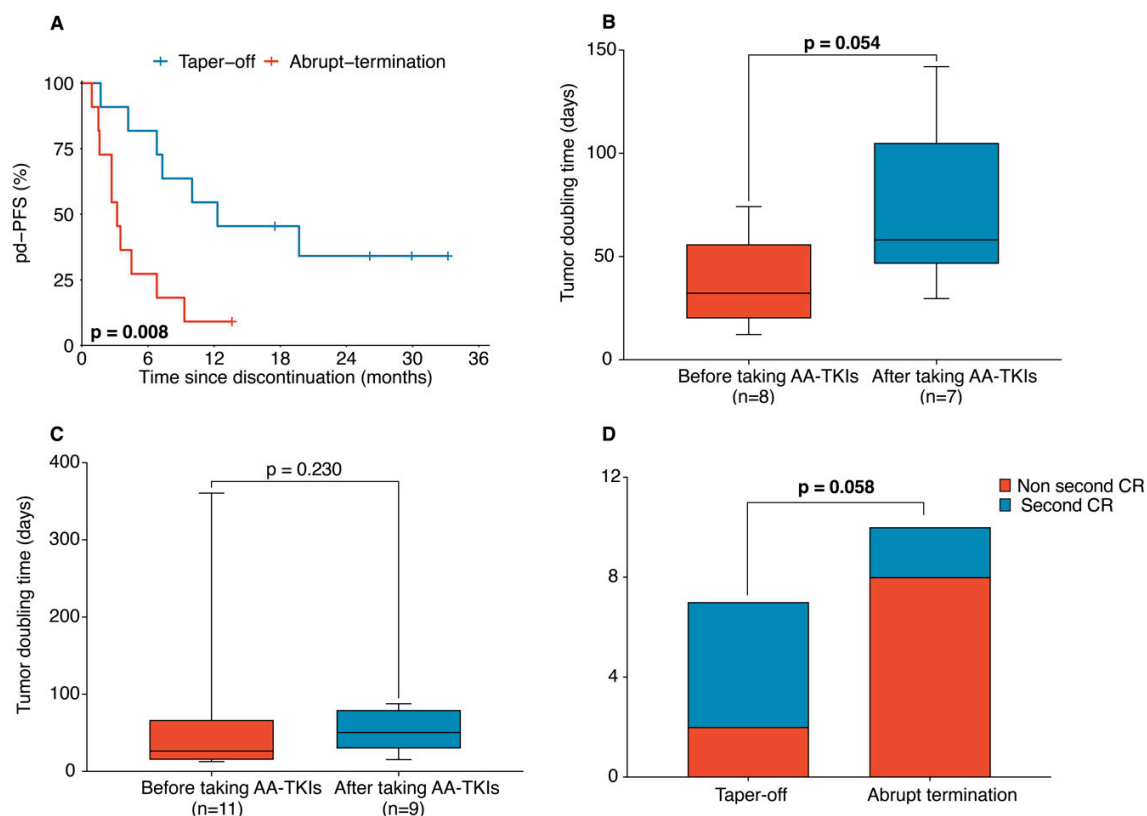 A
Taper-off Abrupt-termination
pd-PFS (%)
100
75
50
25
0
p = 0.008
0 6 12 18 24 30 36
Time since discontinuation (months)
B
p = 0.054
Tumor doubling time (days)
150
100
50
0
Before taking AA-TKIs After taking AA-TKIs
(n=8) (n=7)
C
p = 0.230
Tumor doubling time (days)
400
300
200
100
0
Before taking AA-TKIs After taking AA-TKIs
(n=11) (n=9)
D
p = 0.058
Non second CR
Second CR
12
8
4
0
Taper-off Abrupt termination